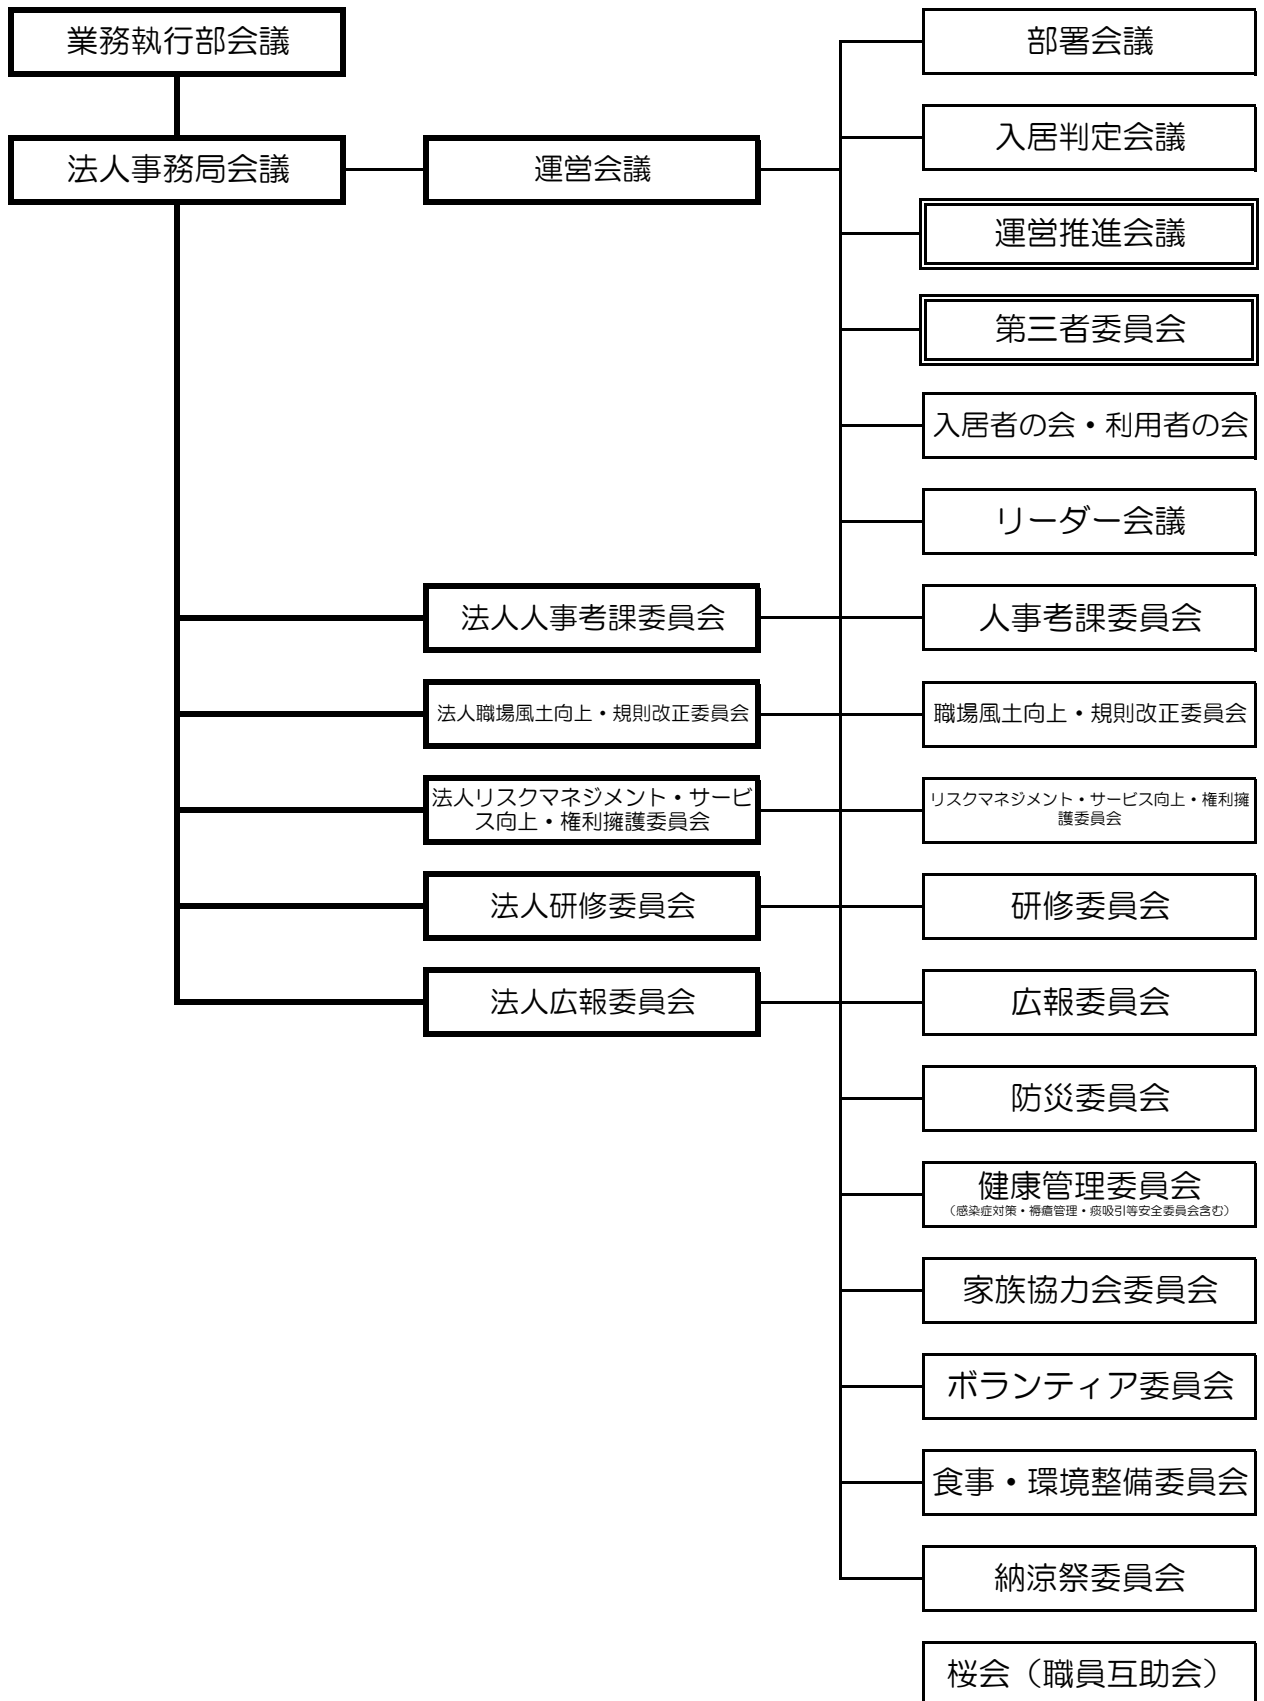 業務執行部会議
法人事務局会議
運営会議
法人人事考課委員会
法人職場風土向上・規則改正委員会
法人リスクマネジメント・サービ
ス向上・権利擁護委員会
法人研修委員会
法人広報委員会
部署会議
入居判定会議
運営推進会議
第三者委員会
入居者の会・利用者の会
リーダー会議
人事考課委員会
職場風土向上・規則改正委員会
リスクマネジメント・サービス向上・権利擁
護委員会
研修委員会
広報委員会
防災委員会
健康管理委員会
（感染症対策・褥瘡管理・痰吸引等安全委員会含む）
家族協力会委員会
ボランティア委員会
食事・環境整備委員会
納涼祭委員会
桜会（職員互助会）